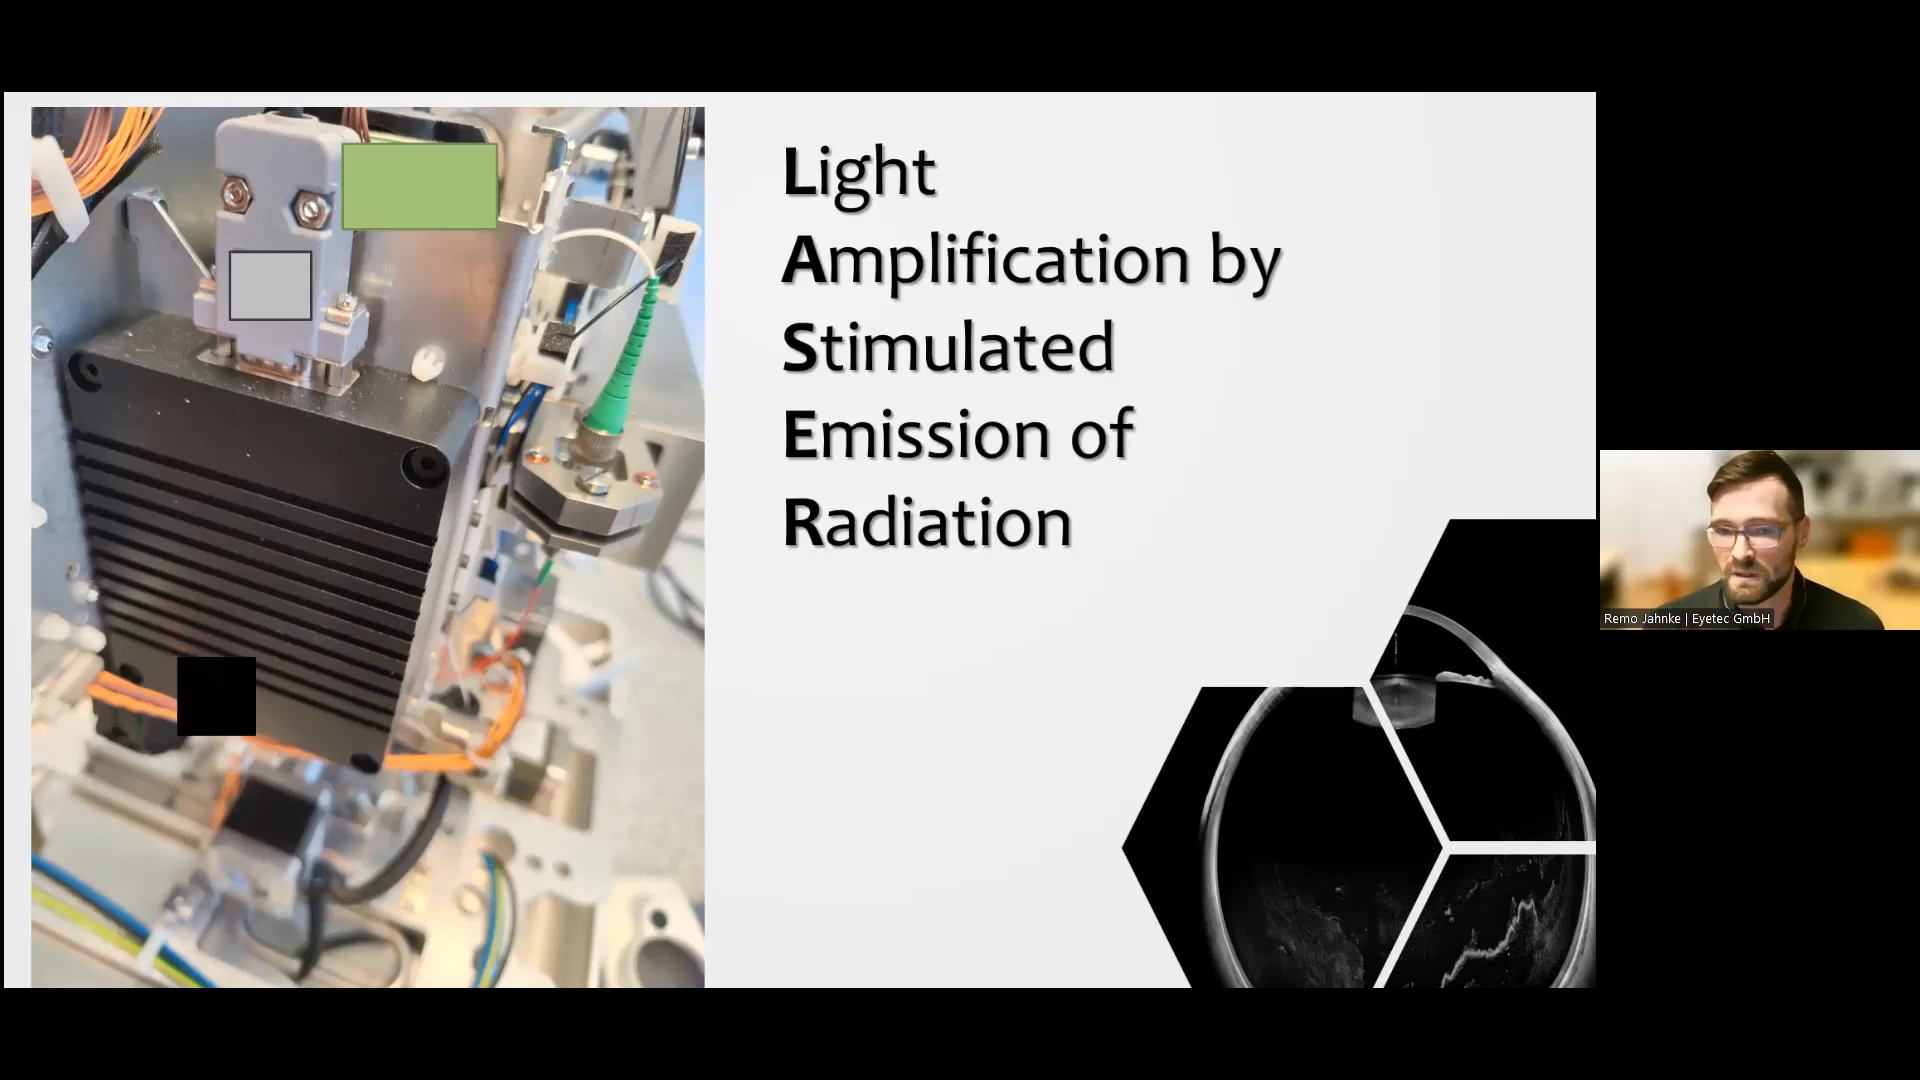 Light
Amplification by
Stimulated
Emission of
Radiation
Remo Jahnke | Eyetec GmbH